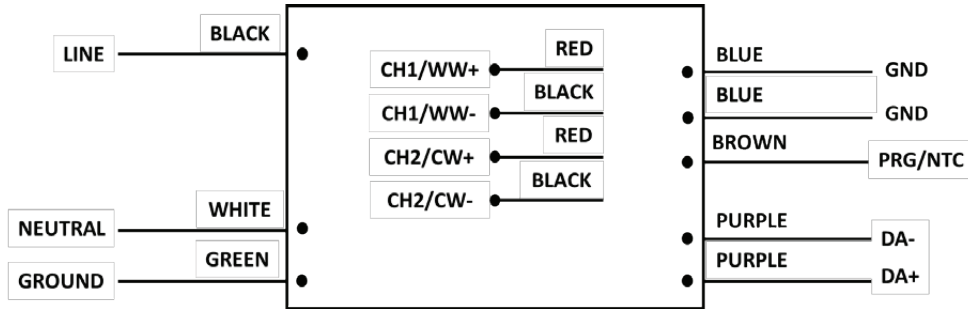 LINE
BLACK
NEUTRAL
WHITE
GROUND
GREEN
CH1/WW+
RED
CH1/WW-
BLACK
CH2/CW+
RED
CH2/CW-
BLACK
BLUE
GND
BLUE
GND
BROWN
PRG/NTC
PURPLE
DA-
PURPLE
DA+